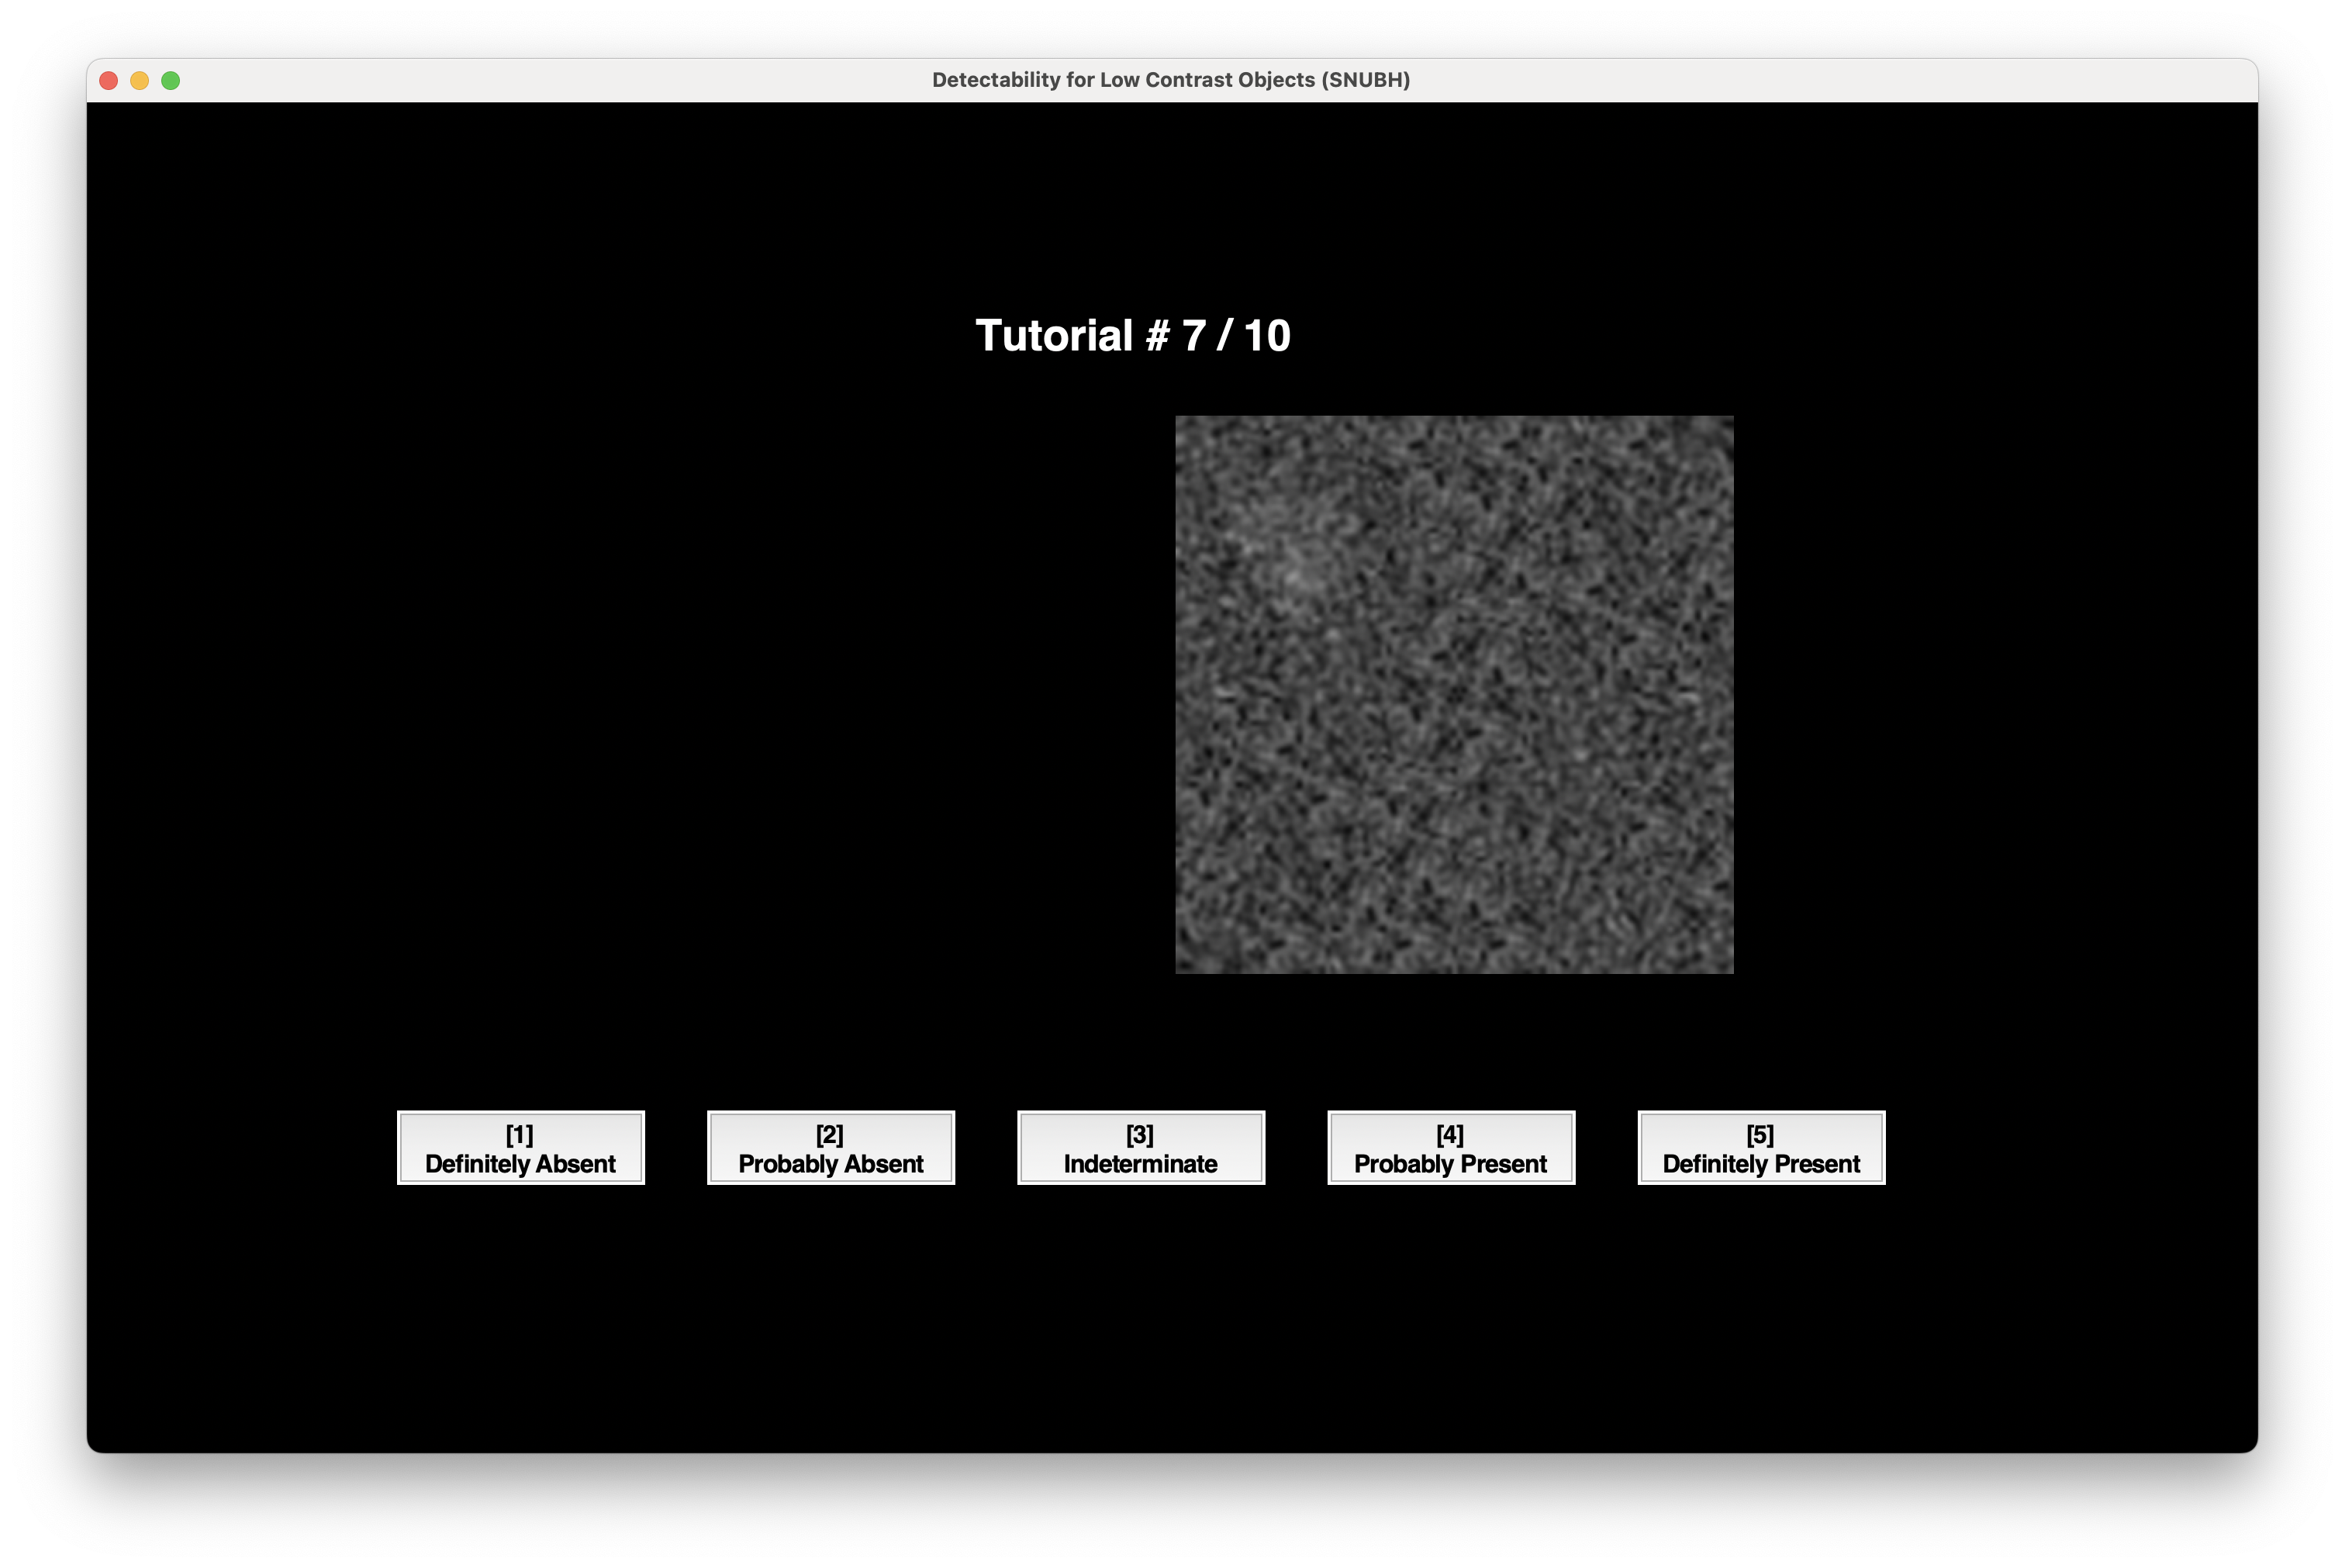 Detectability for Low Contrast Objects (SNUBH)
Tutorial # 7 / 10
[1]
Definitely Absent
[2]
Probably Absent
[3]
Indeterminate
[4]
Probably Present
[5]
Definitely Present